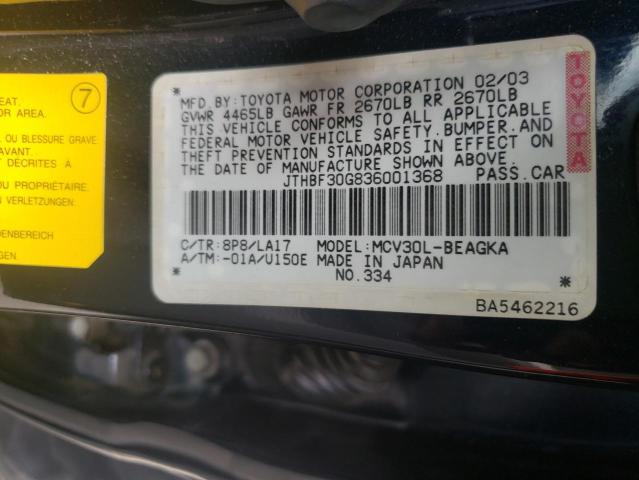 7
EAT.
OR AREA.
OU BLESSURE GRAVE
AVANT.
T DÉCRITES À
U PROPRIÉTAIRE.
N VERLETZUNGEN.
DENBEREICH
MFD.BY:TOYOTA MOTOR CORPORATION 02/03
GVWR 4465LB GAWR FR 2670LB RR 2670LB
THIS VEHICLE CONFORMS TO ALL APPLICABLE
FEDERAL MOTOR VEHICLE SAFETY.BUMPER.AND
THEFT PREVENTION STANDARDS IN EFFECT ON
THE DATE OF MANUFACTURE SHOWN ABOVE.
JTHBF30G836001368 PASS.CAR
TOYOTA
C/TR:8P8/LA17 MODEL:MCV30L-BEAGKA
A/TM:-01A/U150E MADE IN JAPAN
NO.334
BA5462216